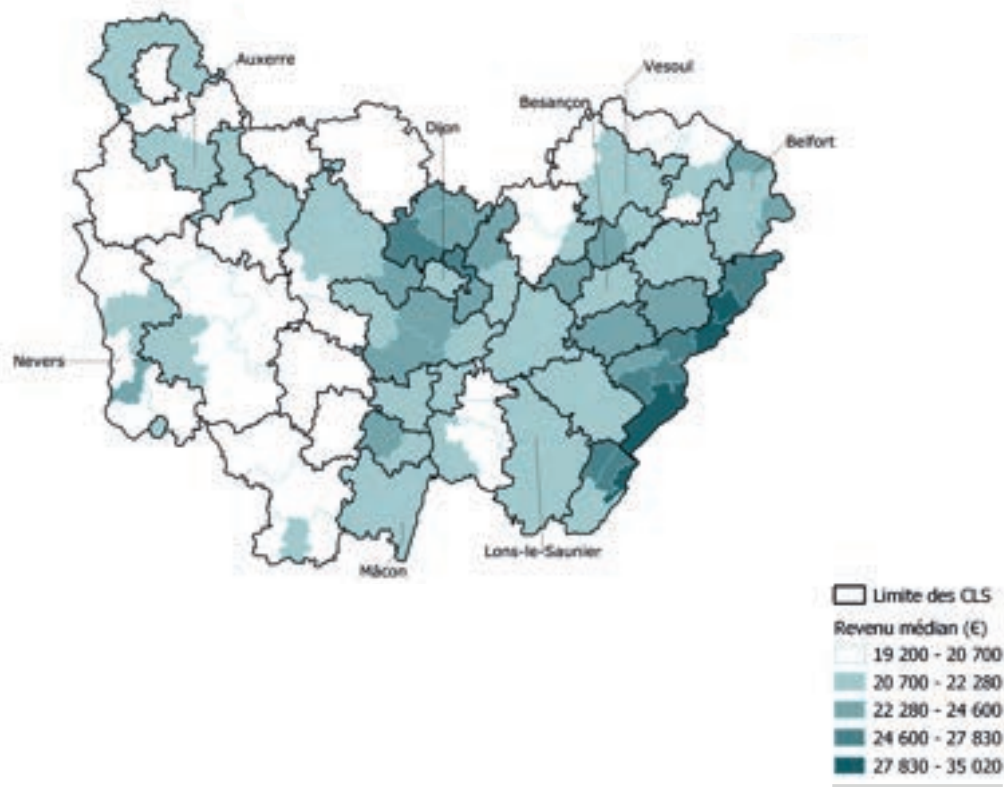 Auxerre
Vesoul
Besançon
Dijon
Belfort
Nevers
Lons-le-Saunier
Mâcon
Limite des CLS
Revenu médian (€)
19 200 - 20 700
20 700 - 22 280
22 280 - 24 600
24 600 - 27 830
27 830 - 35 020